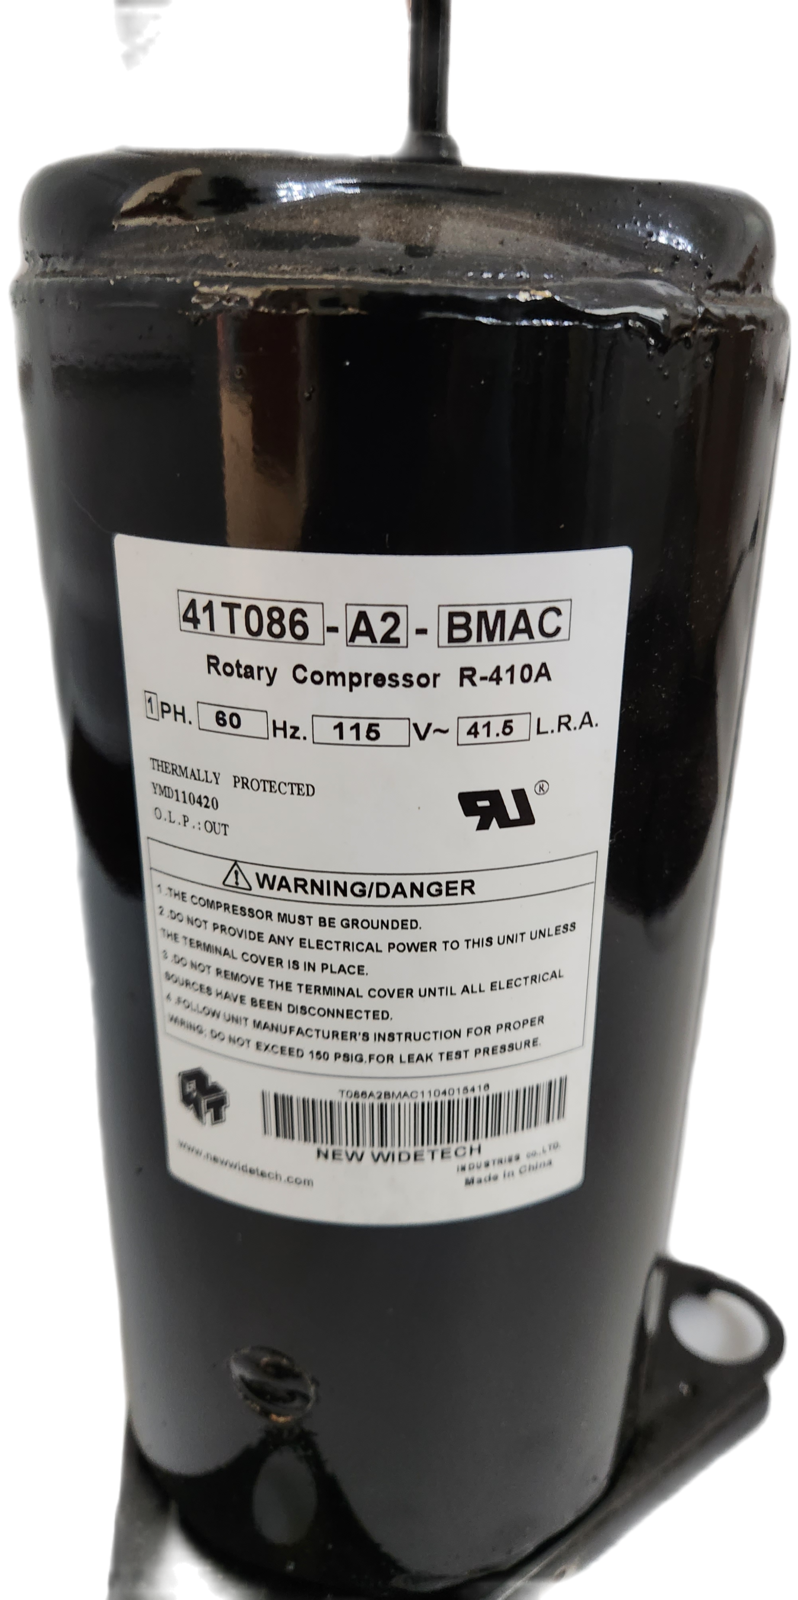 41T086-A2-BMAC
Rotary Compressor R-410A
1 PH. 60 Hz. 115 V~ 41.5 L.R.A.
THERMALLY PROTECTED
YMD110420
O.L.P.:OUT
®
WARNING/DANGER
1.THE COMPRESSOR MUST BE GROUNDED.
2.DO NOT PROVIDE ANY ELECTRICAL POWER TO THIS UNIT UNLESS
THE TERMINAL COVER IS IN PLACE.
3.DO NOT REMOVE THE TERMINAL COVER UNTIL ALL ELECTRICAL
SOURCES HAVE BEEN DISCONNECTED.
4.FOLLOW UNIT MANUFACTURER'S INSTRUCTION FOR PROPER
WIRING; DO NOT EXCEED 150 PSIG.FOR LEAK TEST PRESSURE.
T086A2BMAC1104015416
NEW WIDETECH
INDUSTRIES CO.,LTD.
www.newwidetech.com
Made in China